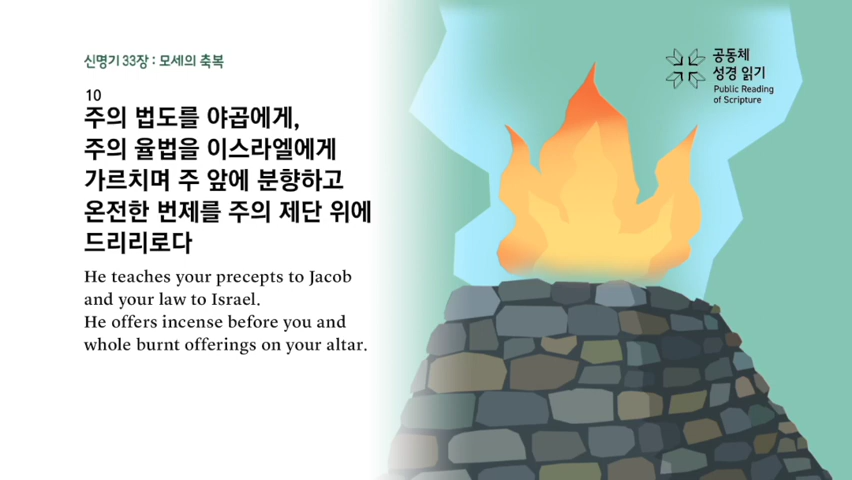 신명기 33장 : 모세의 축복
공동체
성경 읽기
Public Reading
of Scripture
10
주의 법도를 야곱에게,
주의 율법을 이스라엘에게
가르치며 주 앞에 분향하고
온전한 번제를 주의 제단 위에
드리리로다
He teaches your precepts to Jacob
and your law to Israel.
He offers incense before you and
whole burnt offerings on your altar.